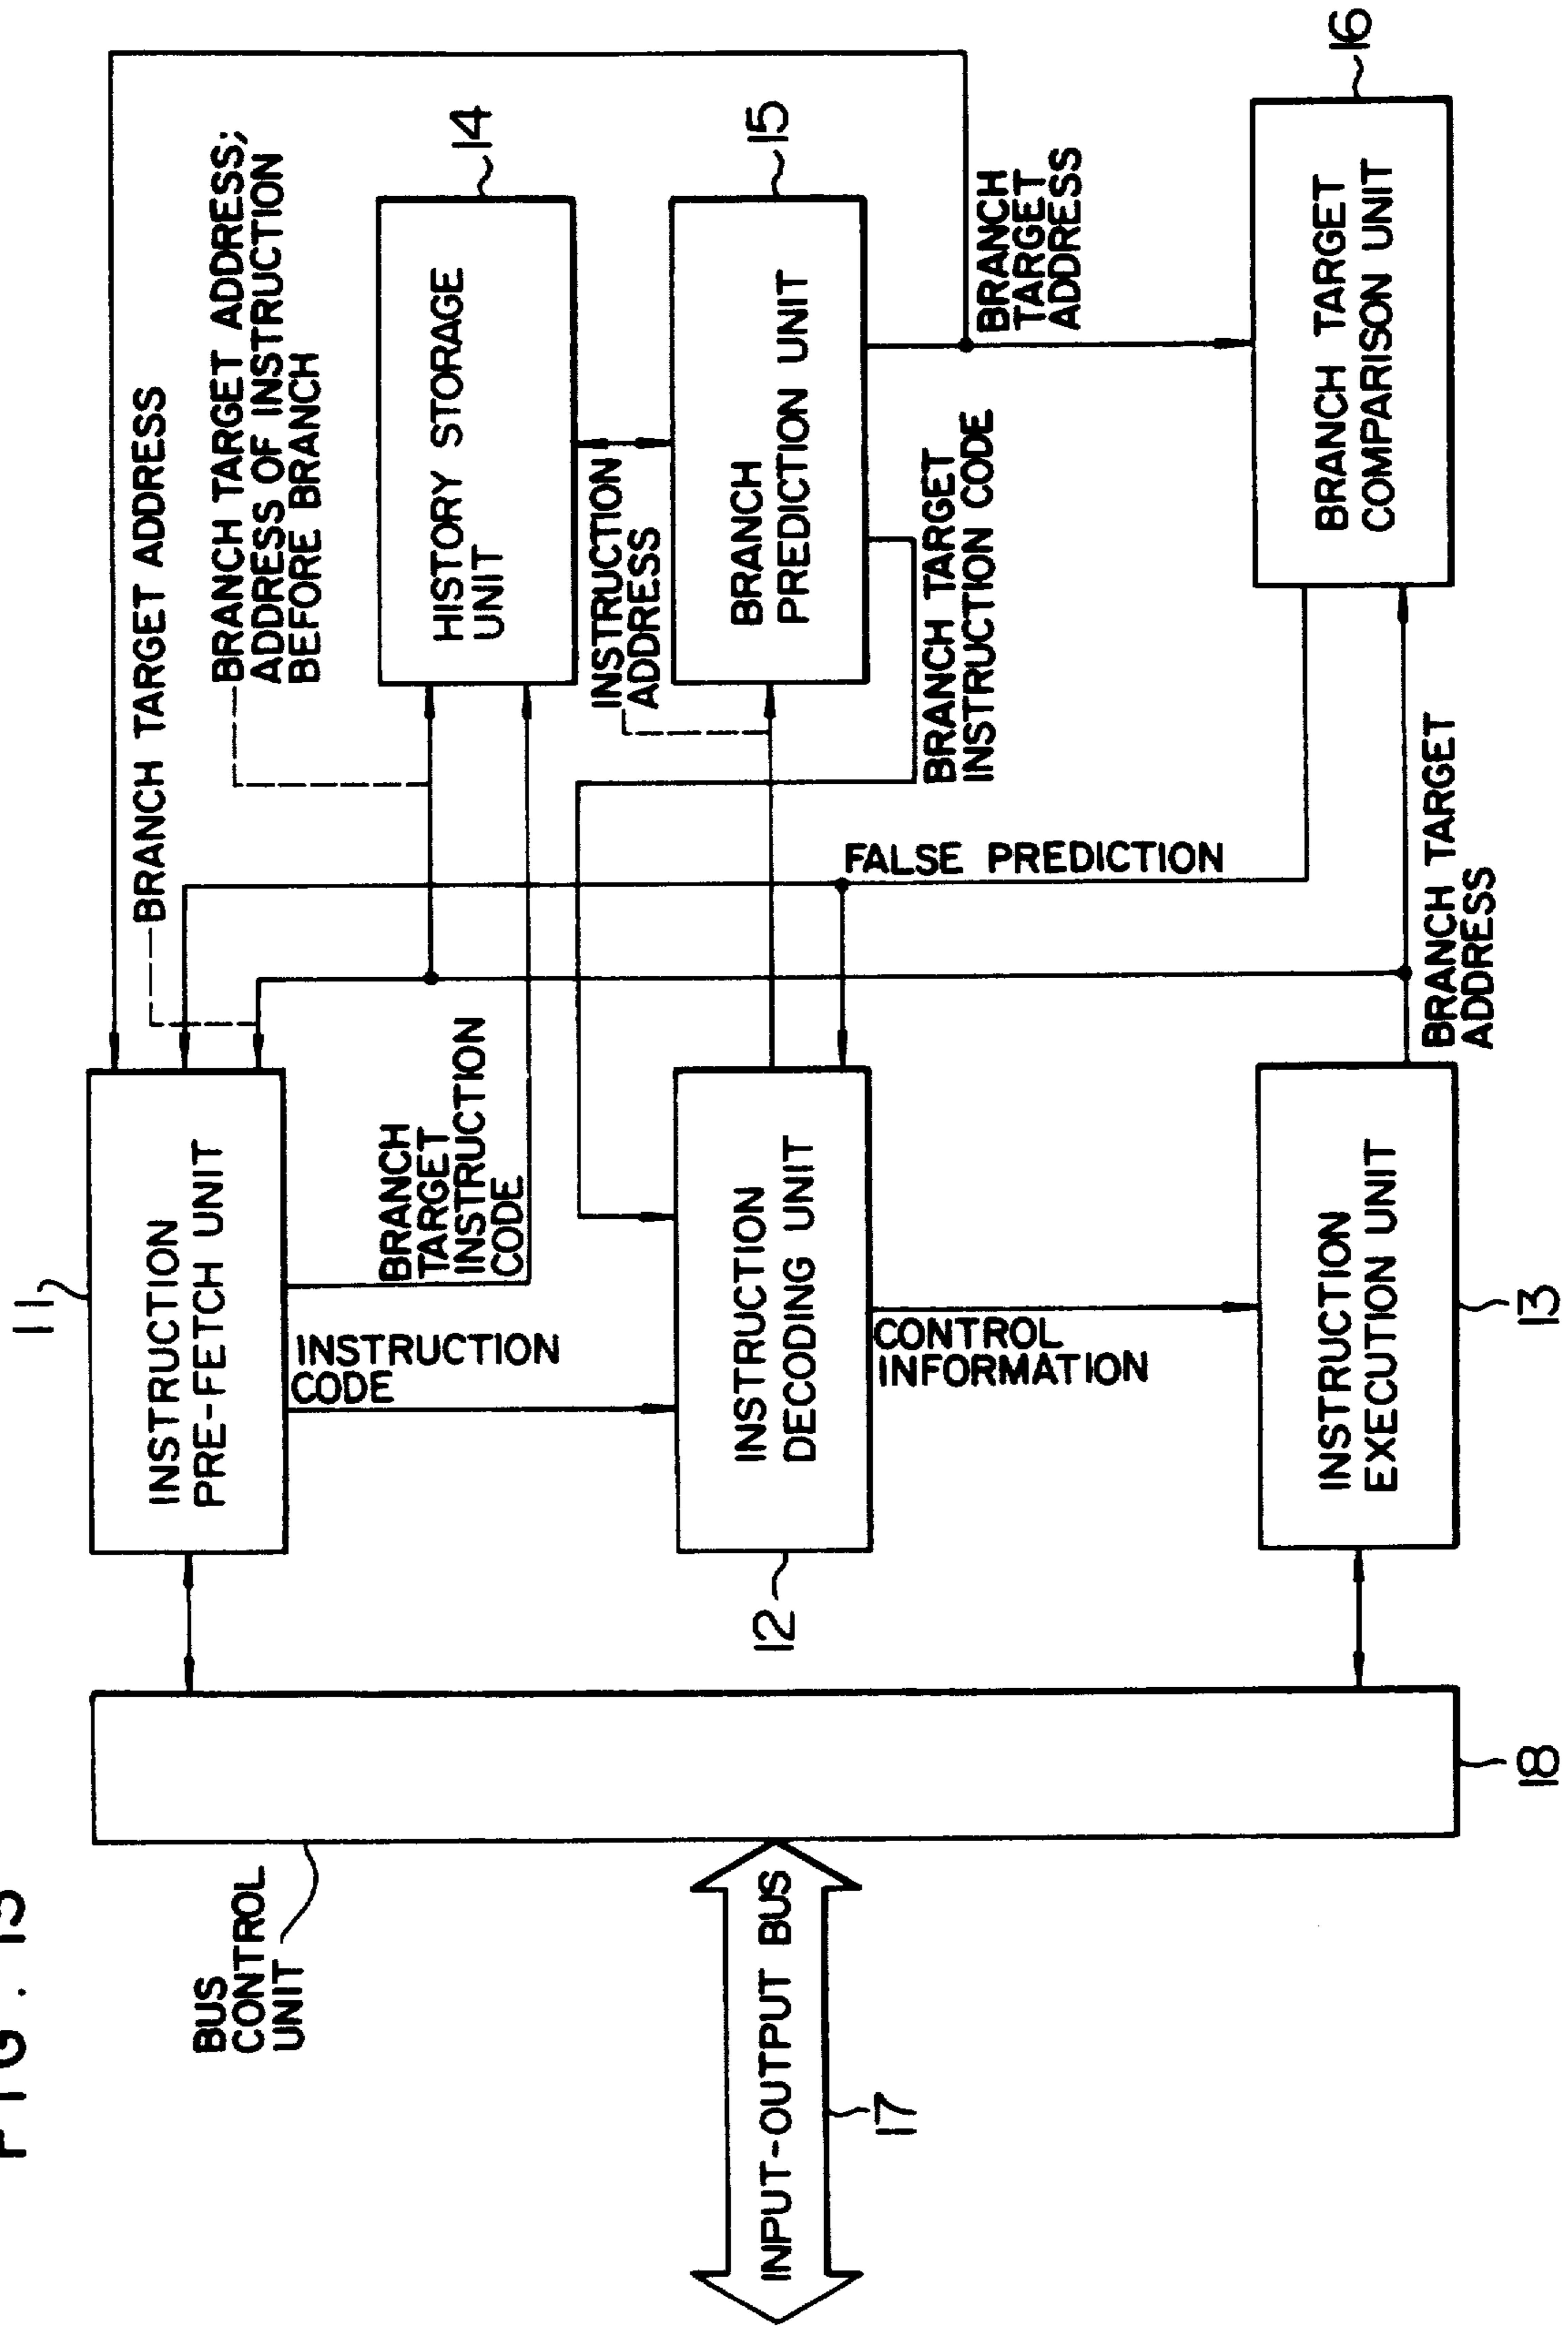 FIG. 15
BUS
CONTROL
UNIT
INPUT-OUTPUT BUS
17
18
11
INSTRUCTION
PRE-FETCH UNIT
INSTRUCTION
CODE
BRANCH
TARGET
INSTRUCTION
CODE
12
INSTRUCTION
DECODING UNIT
CONTROL
INFORMATION
INSTRUCTION
EXECUTION UNIT
13
BRANCH TARGET ADDRESS
BRANCH TARGET ADDRESS;
ADDRESS OF INSTRUCTION
BEFORE BRANCH
HISTORY STORAGE
UNIT
14
INSTRUCTION
ADDRESS
BRANCH
PREDICTION UNIT
15
BRANCH TARGET
INSTRUCTION CODE
BRANCH
TARGET
ADDRESS
FALSE PREDICTION
BRANCH TARGET
ADDRESS
BRANCH TARGET
COMPARISON UNIT
16